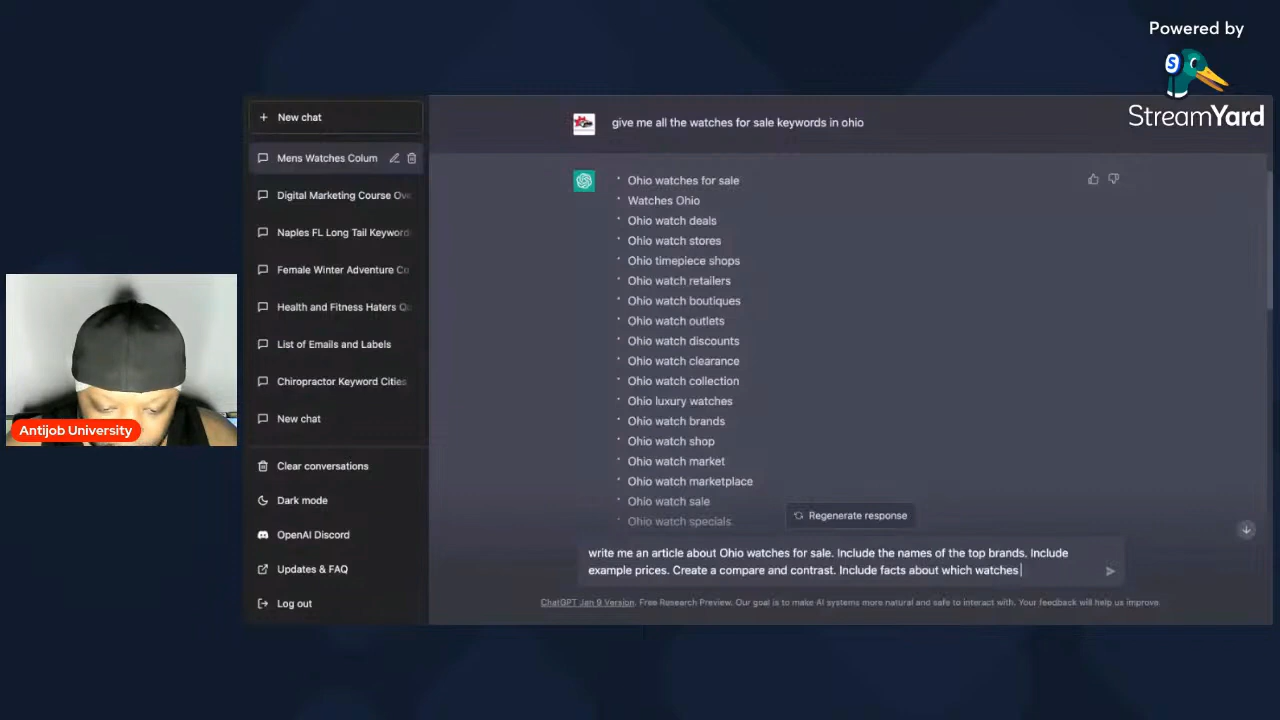 Powered by
StreamYard
New chat
Mens Watches Colum
Digital Marketing Course Ove
Naples FL Long Tail Keyword
Female Winter Adventure Co
Health and Fitness Haters Qu
List of Emails and Labels
Chiropractor Keyword Cities
New chat
Clear conversations
Dark mode
OpenAI Discord
Updates & FAQ
Log out
Antijob University
give me all the watches for sale keywords in ohio
Ohio watches for sale
Watches Ohio
Ohio watch deals
Ohio watch stores
Ohio timepiece shops
Ohio watch retailers
Ohio watch boutiques
Ohio watch outlets
Ohio watch discounts
Ohio watch clearance
Ohio watch collection
Ohio luxury watches
Ohio watch brands
Ohio watch shop
Ohio watch market
Ohio watch marketplace
Ohio watch sale
Ohio watch specials
Regenerate response
write me an article about Ohio watches for sale. Include the names of the top brands. Include
example prices. Create a compare and contrast. Include facts about which watches
ChatGPT Jan 9 Version. Free Research Preview. Our goal is to make AI systems more natural and safe to interact with. Your feedback will help us improve.